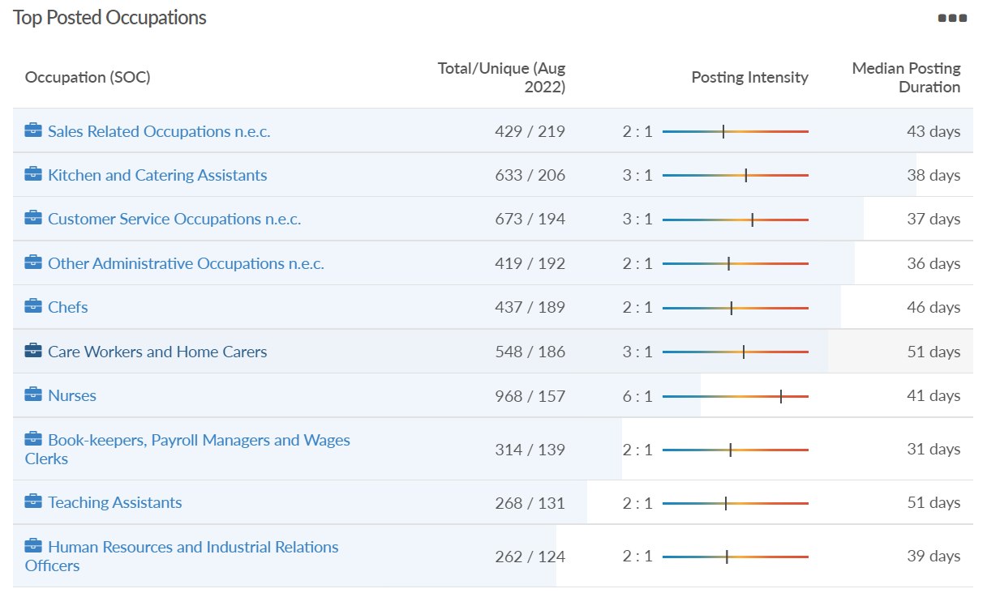 Top Posted Occupations
Occupation (SOC)
Total/Unique (Aug
2022)
Posting Intensity
Median Posting
Duration
Sales Related Occupations n.e.c. 429 / 219 2 : 1 43 days
Kitchen and Catering Assistants 633 / 206 3 : 1 38 days
Customer Service Occupations n.e.c. 673 / 194 3 : 1 37 days
Other Administrative Occupations n.e.c. 419 / 192 2 : 1 36 days
Chefs 437 / 189 2 : 1 46 days
Care Workers and Home Carers 548 / 186 3 : 1 51 days
Nurses 968 / 157 6 : 1 41 days
Book-keepers, Payroll Managers and Wages
Clerks
314 / 139 2 : 1 31 days
Teaching Assistants 268 / 131 2 : 1 51 days
Human Resources and Industrial Relations
Officers
262 / 124 2 : 1 39 days